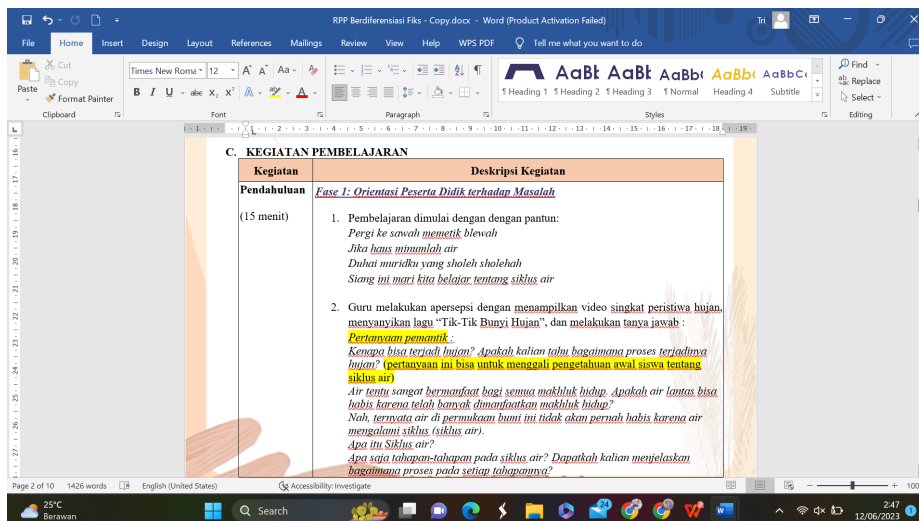 RPP Berdiferensiasi Fiks - Copy.docx - Word (Product Activation Failed)
Tri
File Home Insert Design Layout References Mailings Review View Help WPS PDF Tell me what you want to do
Paste
Cut
Copy
Format Painter
Clipboard
Times New Roma 12
Font
Paragraph
AaBb AaBb AaBb( AaBb( AaBbC(
¶ Heading 1 ¶ Heading 2 ¶ Heading 3 ¶ Normal Heading 4 Subtitle
Styles
Find
Replace
Select
Editing
C. KEGIATAN PEMBELAJARAN
Kegiatan Deskripsi Kegiatan
Pendahuluan
(15 menit)
Fase 1: Orientasi Peserta Didik terhadap Masalah
1. Pembelajaran dimulai dengan dengan pantun:
Pergi ke sawah memetik blewah
Jika haus minumlah air
Duhai muridku yang sholeh sholehah
Siang ini mari kita belajar tentang siklus air
2. Guru melakukan apersepsi dengan menampilkan video singkat peristiwa hujan,
menyanyikan lagu “Tik-Tik Bunyi Hujan”, dan melakukan tanya jawab :
Pertanyaan pemantik :
Kenapa bisa terjadi hujan? Apakah kalian tahu bagaimana proses terjadinya
hujan? (pertanyaan ini bisa untuk menggali pengetahuan awal siswa tentang
siklus air)
Air tentu sangat bermanfaat bagi semua makhluk hidup. Apakah air lantas bisa
habis karena telah banyak dimanfaatkan makhluk hidup?
Nah, ternyata air di permukaan bumi ini tidak akan pernah habis karena air
mengalami siklus (siklus air).
Apa itu Siklus air?
Apa saja tahapan-tahapan pada siklus air? Dapatkah kalian menjelaskan
bagaimana proses pada setiap tahapannya?
Page 2 of 10 1426 words English (United States) Accessibility: Investigate 100
25°C
Berawan
Search
24
2:47
12/06/2023